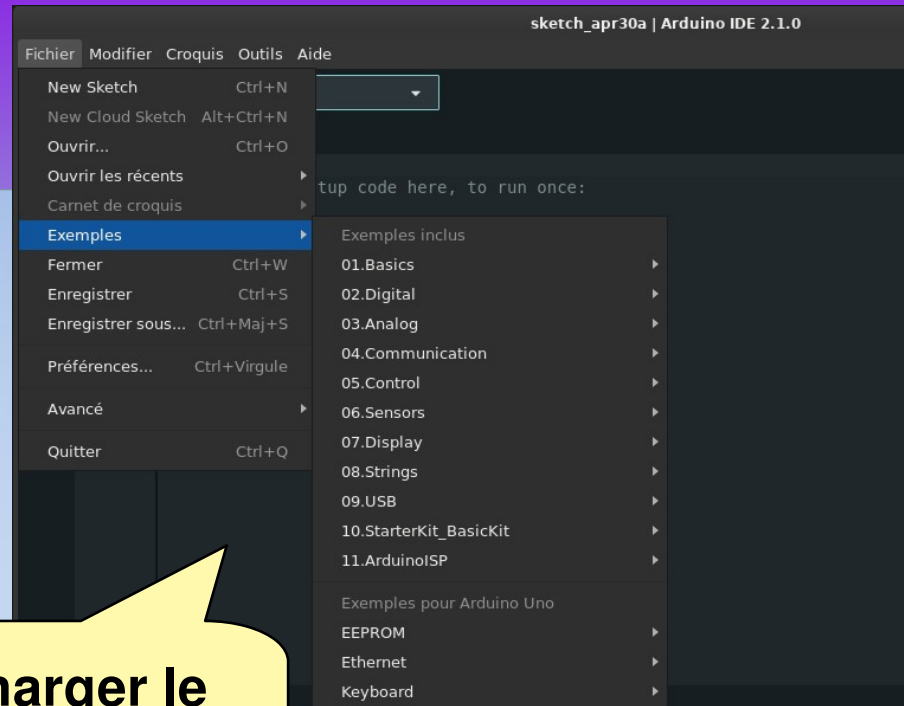 sketch_apr30a | Arduino IDE 2.1.0
Fichier Modifier Croquis Outils Aide
New Sketch Ctrl+N
New Cloud Sketch Alt+Ctrl+N
Ouvrir... Ctrl+O
Ouvrir les récents
tup code here, to run once:
Carnet de croquis
Exemples
Fermer Ctrl+W
Enregistrer Ctrl+S
Enregistrer sous... Ctrl+Maj+S
Préférences... Ctrl+Virgule
Avancé
Quitter Ctrl+Q
Exemples inclus
01.Basics
02.Digital
03.Analog
04.Communication
05.Control
06.Sensors
07.Display
08.Strings
09.USB
10.StarterKit_BasicKit
11.ArduinoISP
Exemples pour Arduino Uno
EEPROM
Ethernet
Keyboard
harger le